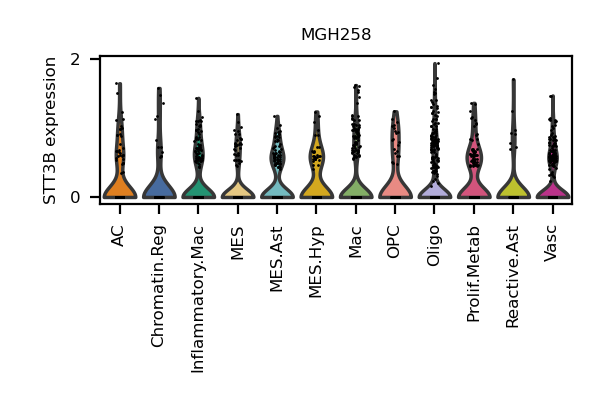 MGH258
STT3B expression
2
0
AC
Chromatin.Reg
Inflammatory.Mac
MES
MES.Ast
MES.Hyp
Mac
OPC
Oligo
Prolif.Metab
Reactive.Ast
Vasc